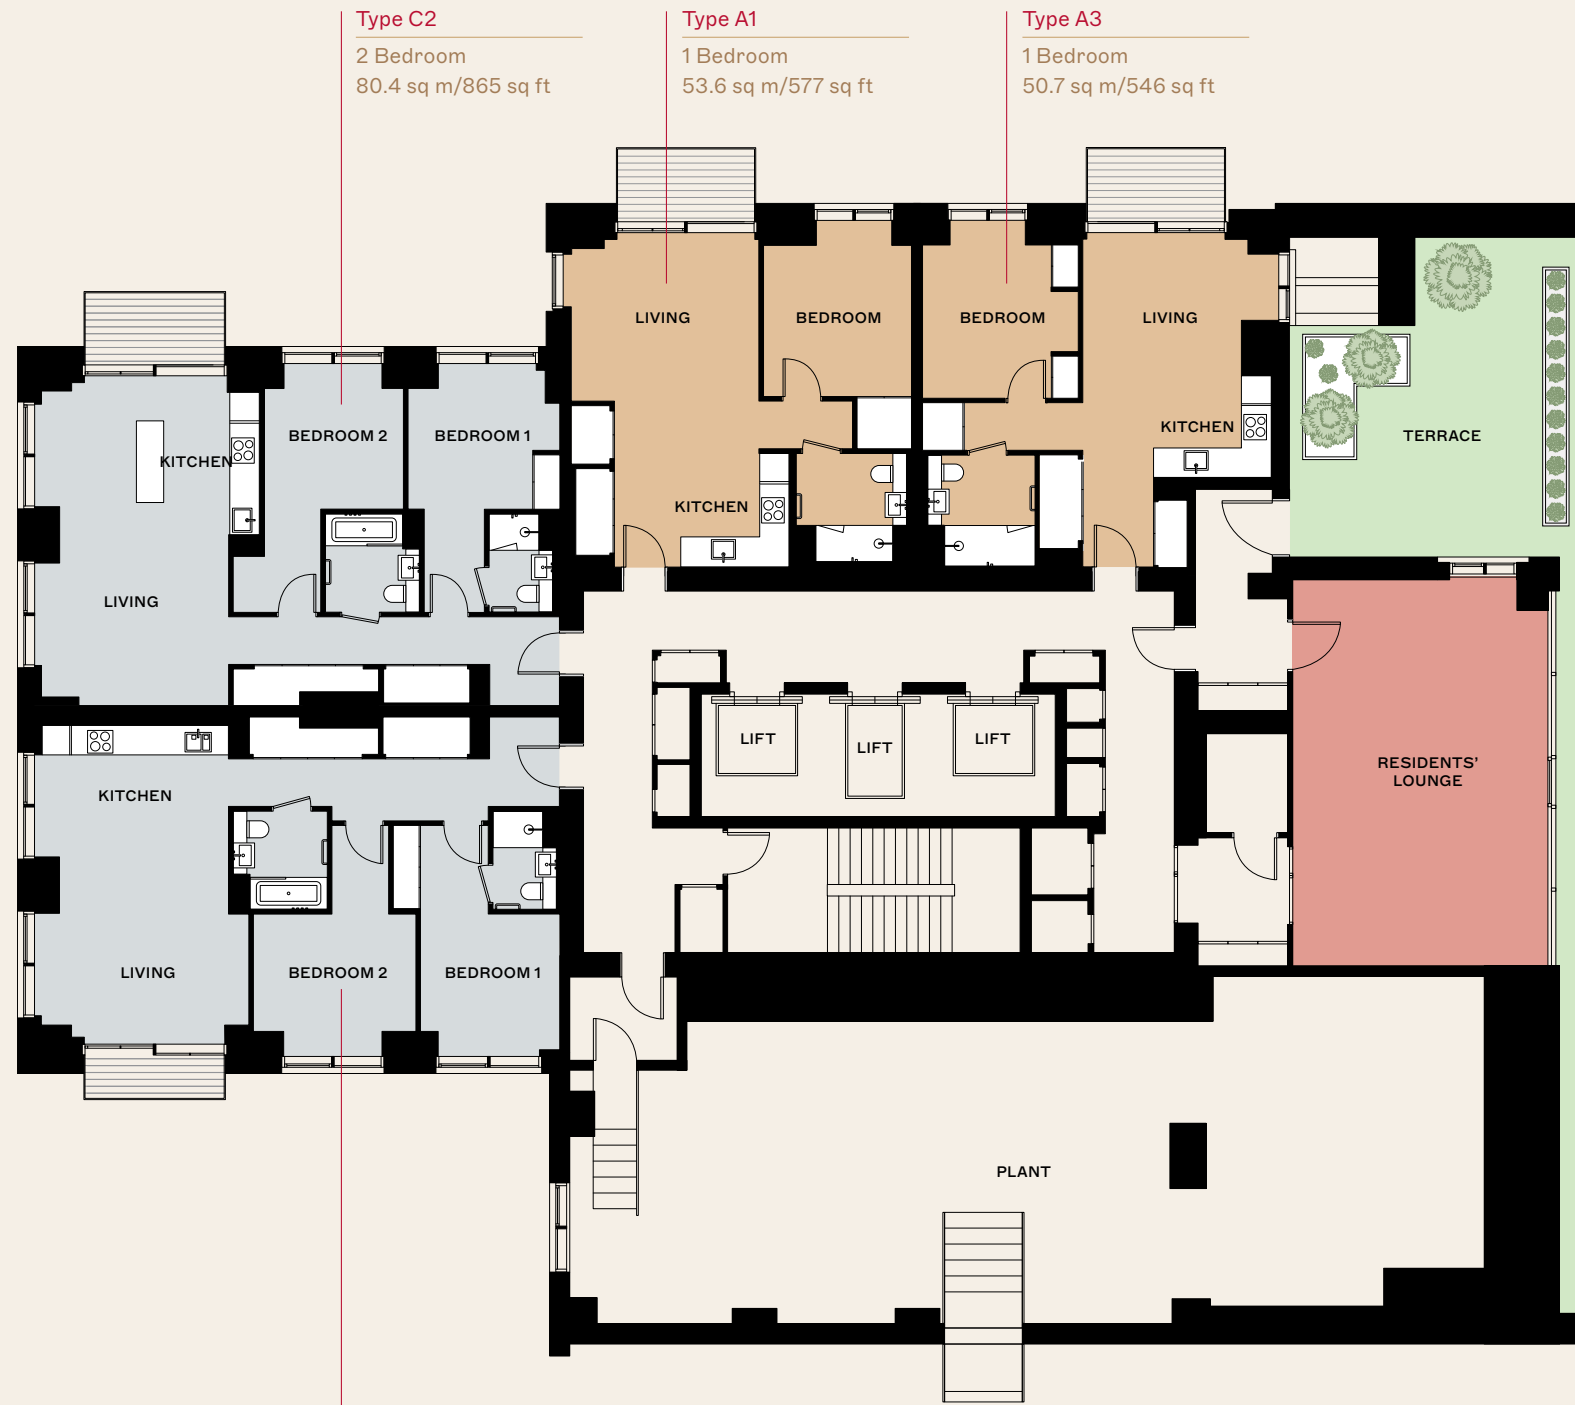 Type C2
2 Bedroom
80.4 sq m/865 sq ft
Type A1
1 Bedroom
53.6 sq m/577 sq ft
Type A3
1 Bedroom
50.7 sq m/546 sq ft
LIVING
BEDROOM
BEDROOM
LIVING
KITCHEN
TERRACE
BEDROOM 2
BEDROOM 1
KITCHEN
KITCHEN
LIVING
LIFT
LIFT
LIFT
RESIDENTS'
LOUNGE
KITCHEN
LIVING
BEDROOM 2
BEDROOM 1
PLANT